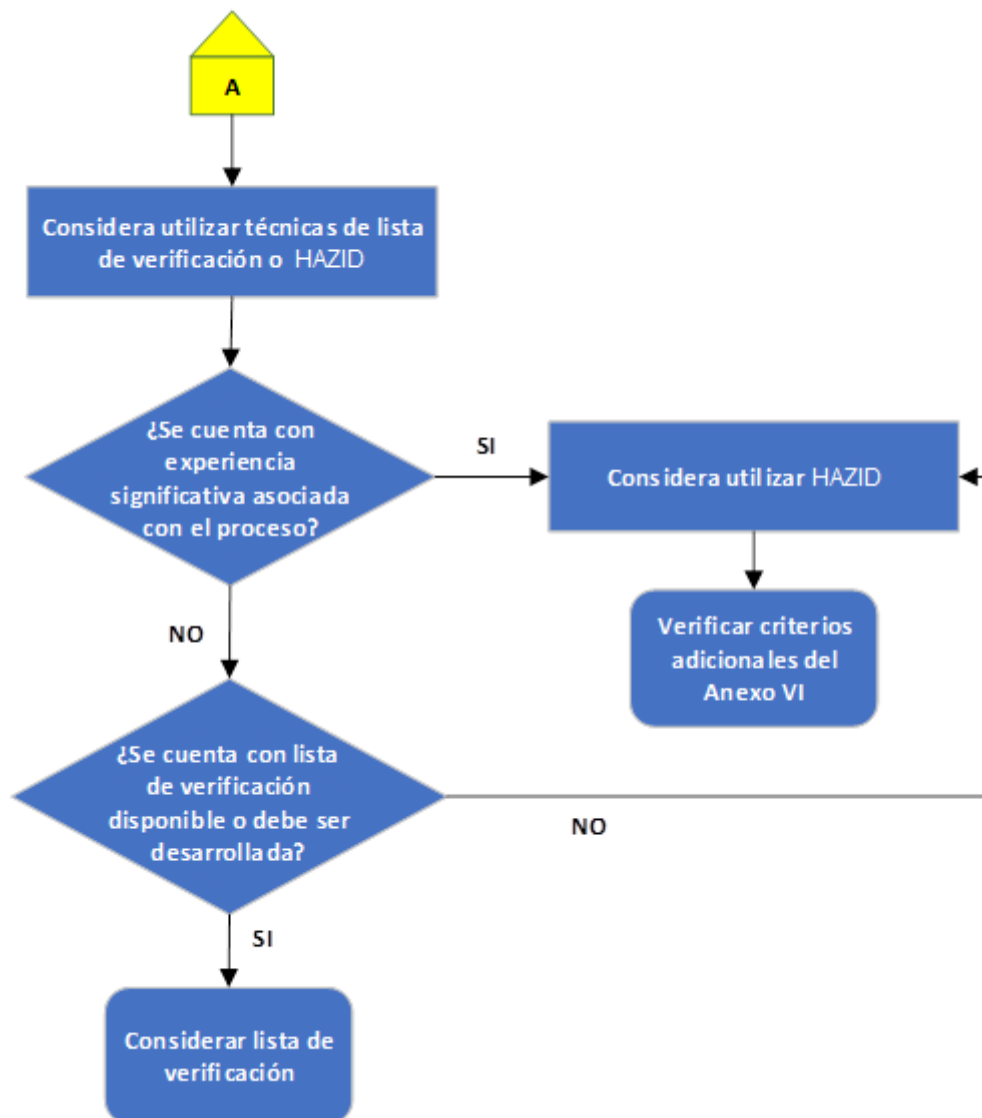 A
Considera utilizar técnicas de lista
de verificación o HAZID
¿Se cuenta con
experiencia
significativa asociada
con el proceso?
SI
Considera utilizar HAZID
NO
Verificar criterios
adicionales del
Anexo VI
¿Se cuenta con lista
de verificación
disponible o debe ser
desarrollada?
NO
SI
Considerar lista de
verificación